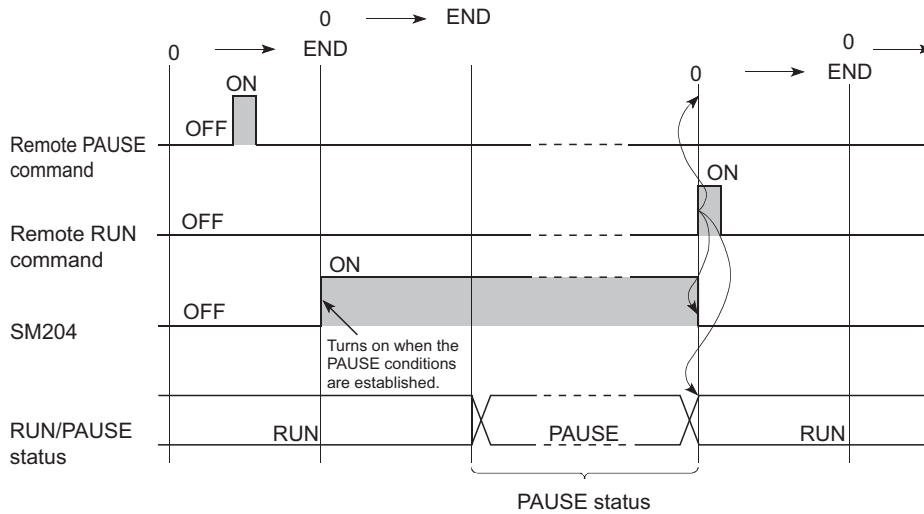 0 END
0 END 0
0 END
0 END
ON
OFF
Remote PAUSE
command
ON
OFF
Remote RUN
command
ON
OFF
SM204
Turns on when the
PAUSE conditions
are established.
RUN/PAUSE
status
RUN PAUSE RUN
PAUSE status